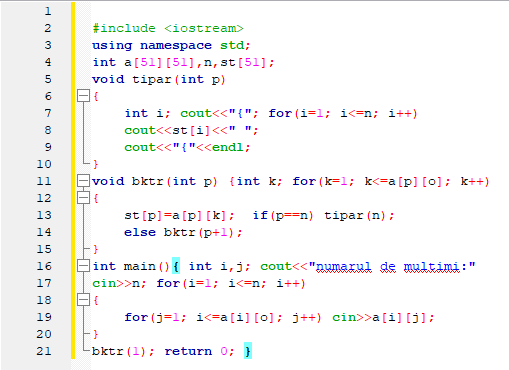 1
2 #include <iostream>
3 using namespace std;
4 int a[51][51],n,st[51];
5 void tipar(int p)
6 {
7 int i; cout<<"{"; for(i=1; i<=n; i++)
8 cout<<st[i]<<" ";
9 cout<<"{"<<endl;
10 }
11 void bktr(int p) {int k; for(k=1; k<=a[p][o]; k++)
12 {
13 st[p]=a[p][k]; if(p==n) tipar(n);
14 else bktr(p+1);
15 }
16 int main(){ int i,j; cout<<"numarul de multimi:"
17 cin>>n; for(i=1; i<=n; i++)
18 {
19 for(j=1; i<=a[i][o]; j++) cin>>a[i][j];
20 }
21 bktr(1); return 0; }